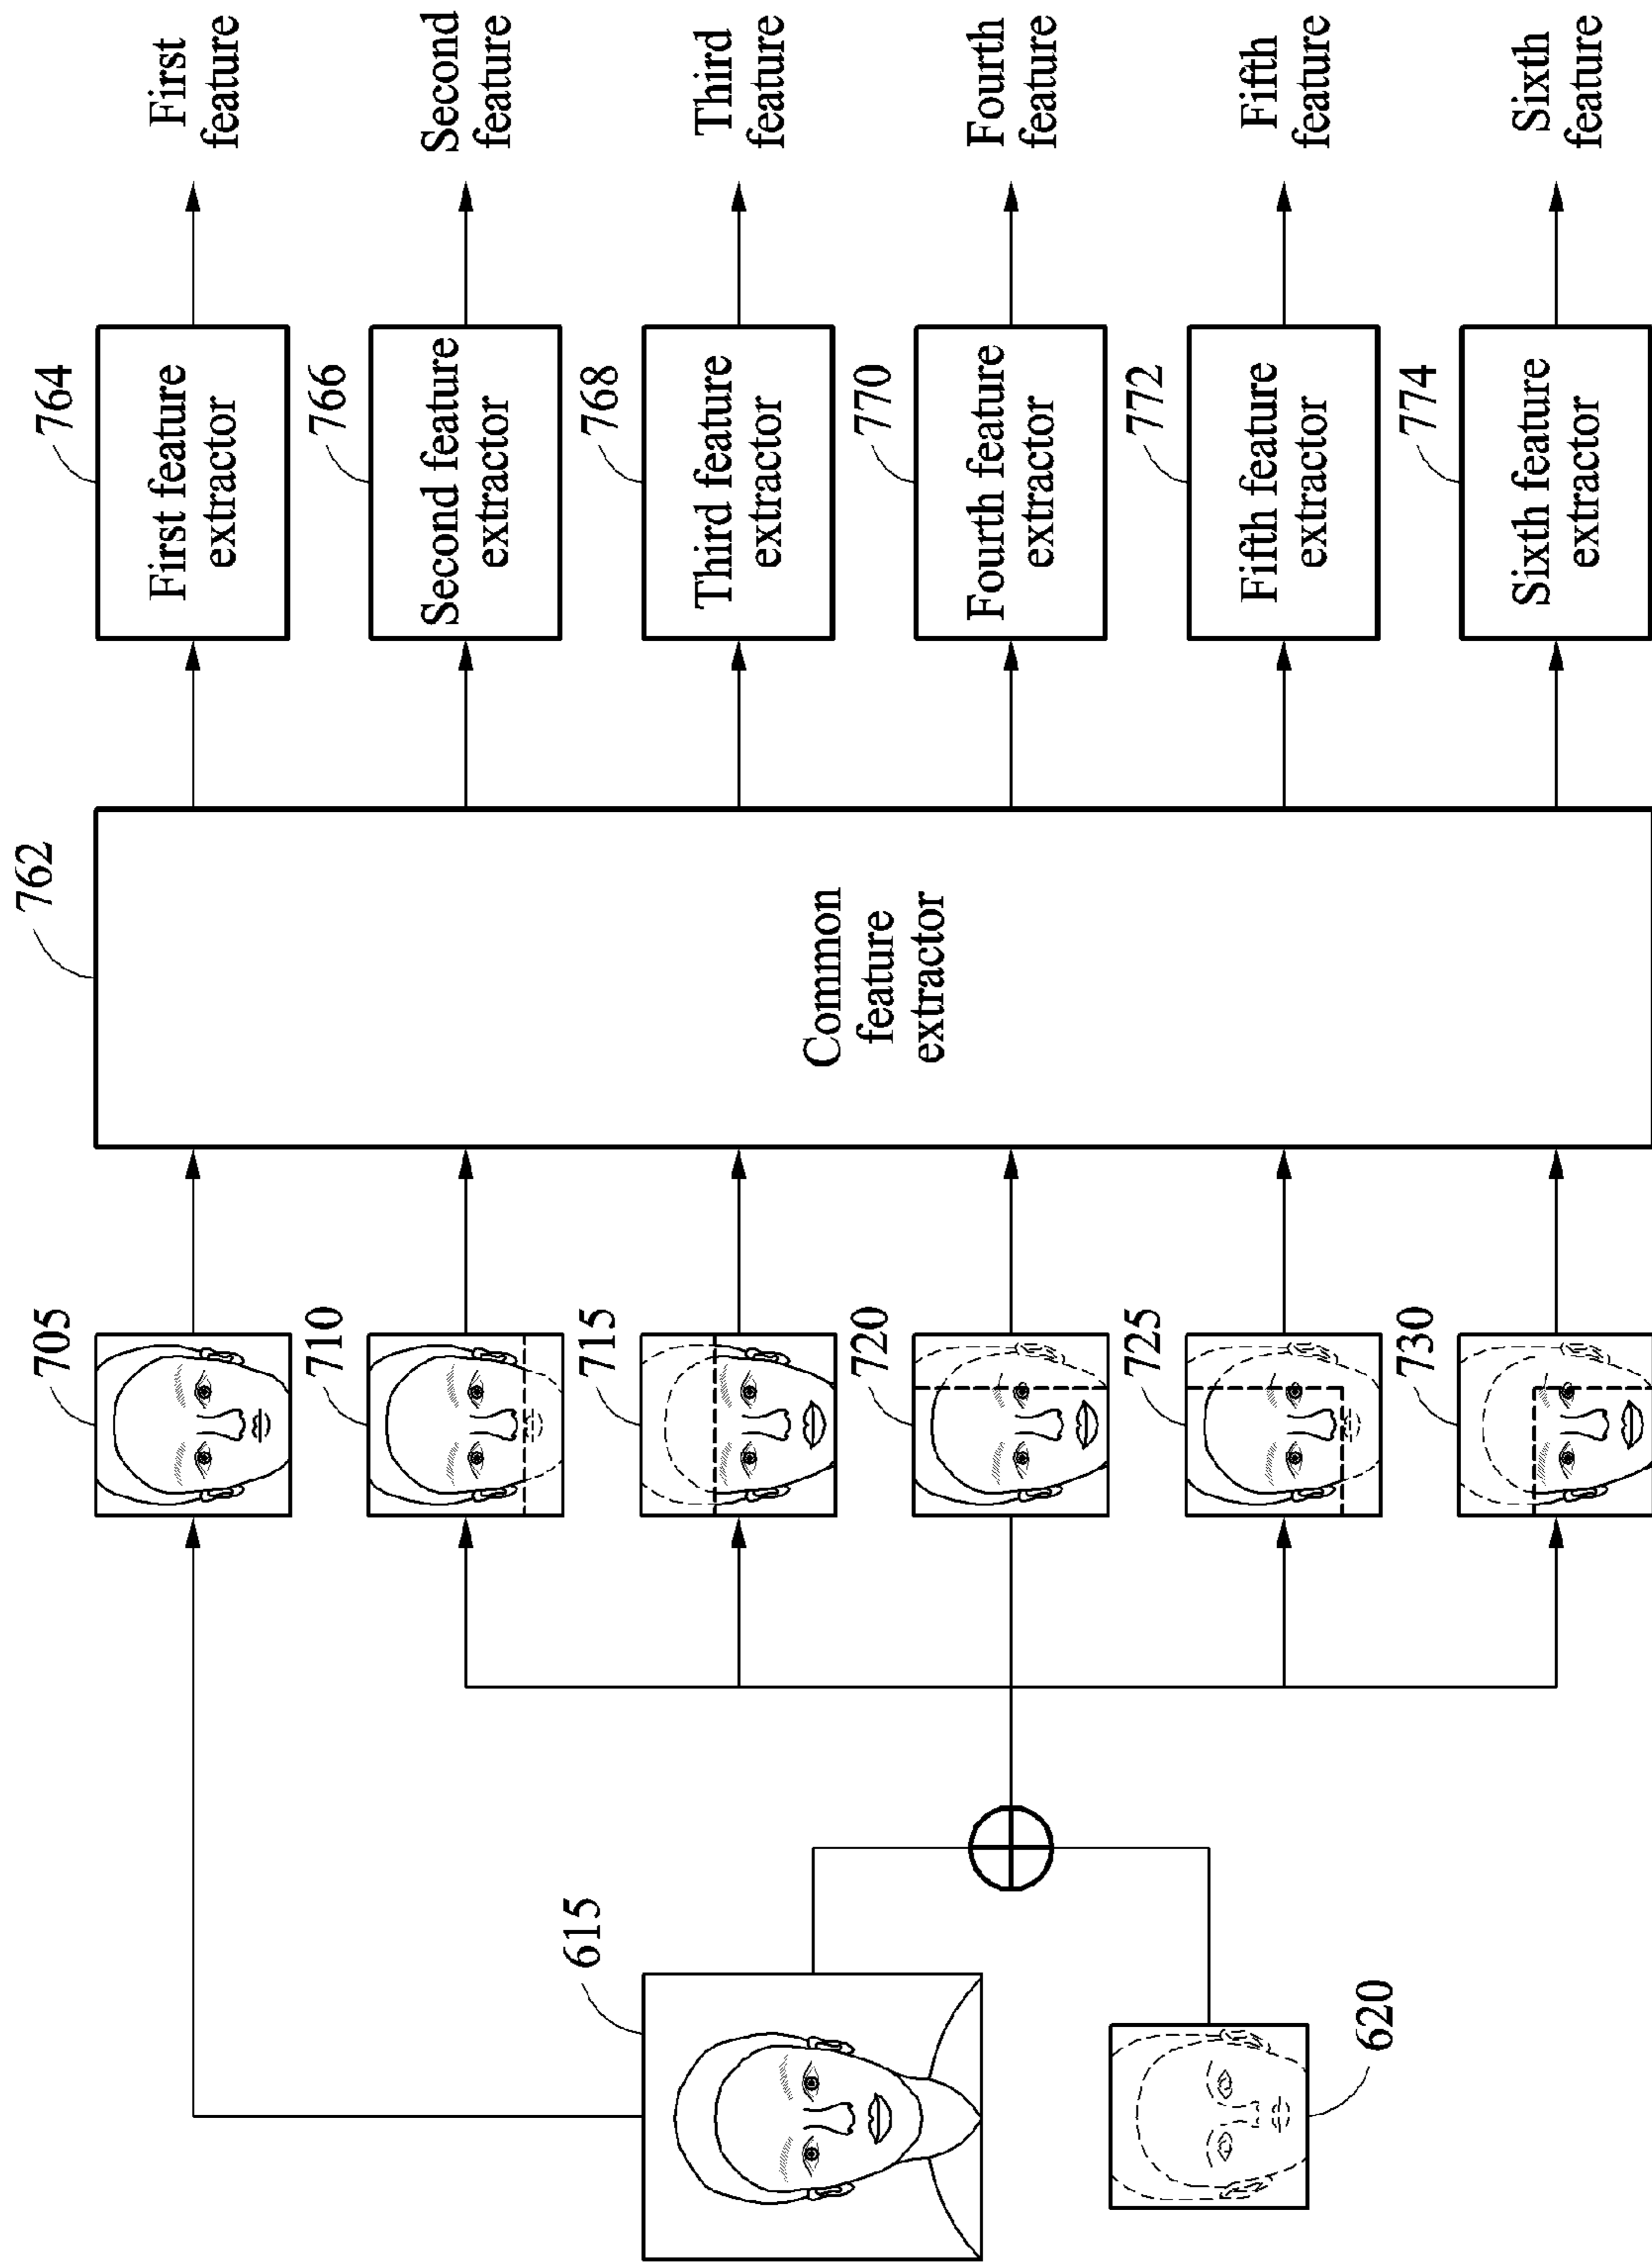 615
620
705
710
715
720
725
730
762
Common
feature
extractor
764
First feature
extractor
766
Second feature
extractor
768
Third feature
extractor
770
Fourth feature
extractor
772
Fifth feature
extractor
774
Sixth feature
extractor
First
feature
Second
feature
Third
feature
Fourth
feature
Fifth
feature
Sixth
feature